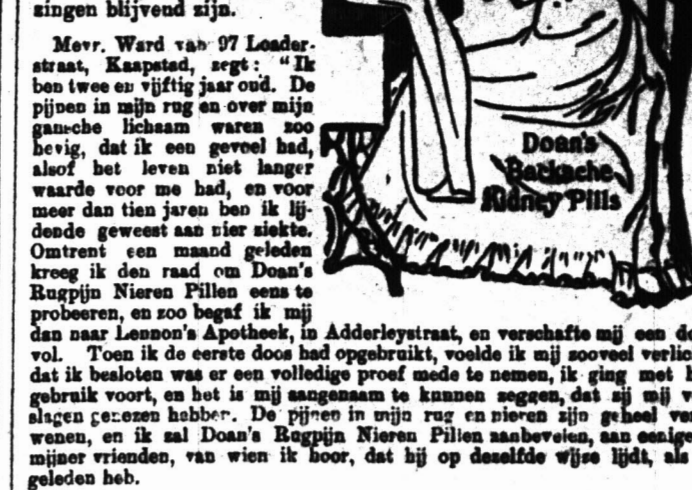 zingen blijvend zijn.
Mevr. Ward van 97 Loader-
straat, Kaapstad, zegt: "Ik
ben twee en vijftig jaar oud. De
pijnen in mijn rug en over mijn
gansche lichaam waren zoo
hevig, dat ik een gevoel had,
alsof het leven niet langer
waarde voor me had, en voor
meer dan tien jaren ben ik lij-
dende geweest aan nier ziekte.
Omtrent een maand geleden
kreeg ik den raad om Doan's
Rugpijn Nieren Pillen eens te
probeeren, en zoo begaf ik mij
dan naar Lennon's Apotheek, in Adderleystraat, en verschafte mij een
vol. Toen ik de eerste doos had opgebruikt, voelde ik mij zooveel
dat ik besloten was er een volledige proef mede te nemen, ik ging met
gebruik voort, en het is mij aangenaam te kunnen zeggen, dat zij mij
slagen genezen hebben. De pijnen in mijn rug en nieren zijn geheel
wenen, en ik zal Doan's Rugpijn Nieren Pillen aanbevelen, aan
mijner vrienden, van wien ik hoor, dat hij op dezelfde wijze lijdt, als
geleden heb.
Doan's
Backache
Kidney Pills